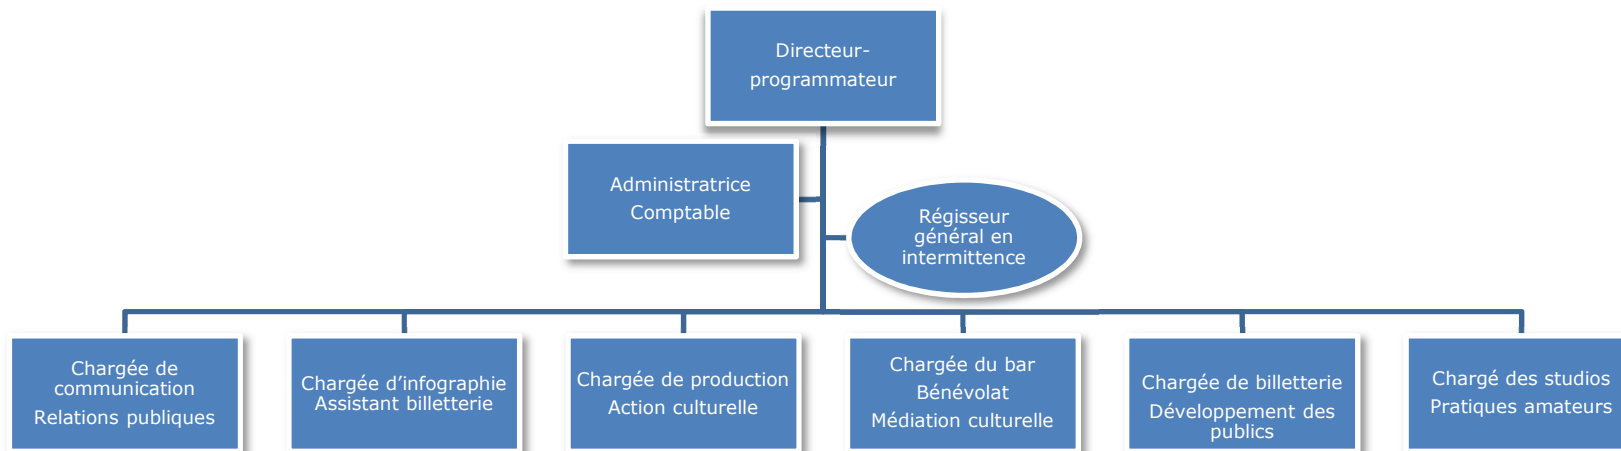 Directeur-
programmateur
Administratrice
Comptable
Régisseur
général en
intermittence
Chargée de
communication
Relations publiques
Chargée d’infographie
Assistant billetterie
Chargée de production
Action culturelle
Chargée du bar
Bénévolat
Médiation culturelle
Chargée de billetterie
Développement des
publics
Chargé des studios
Pratiques amateurs